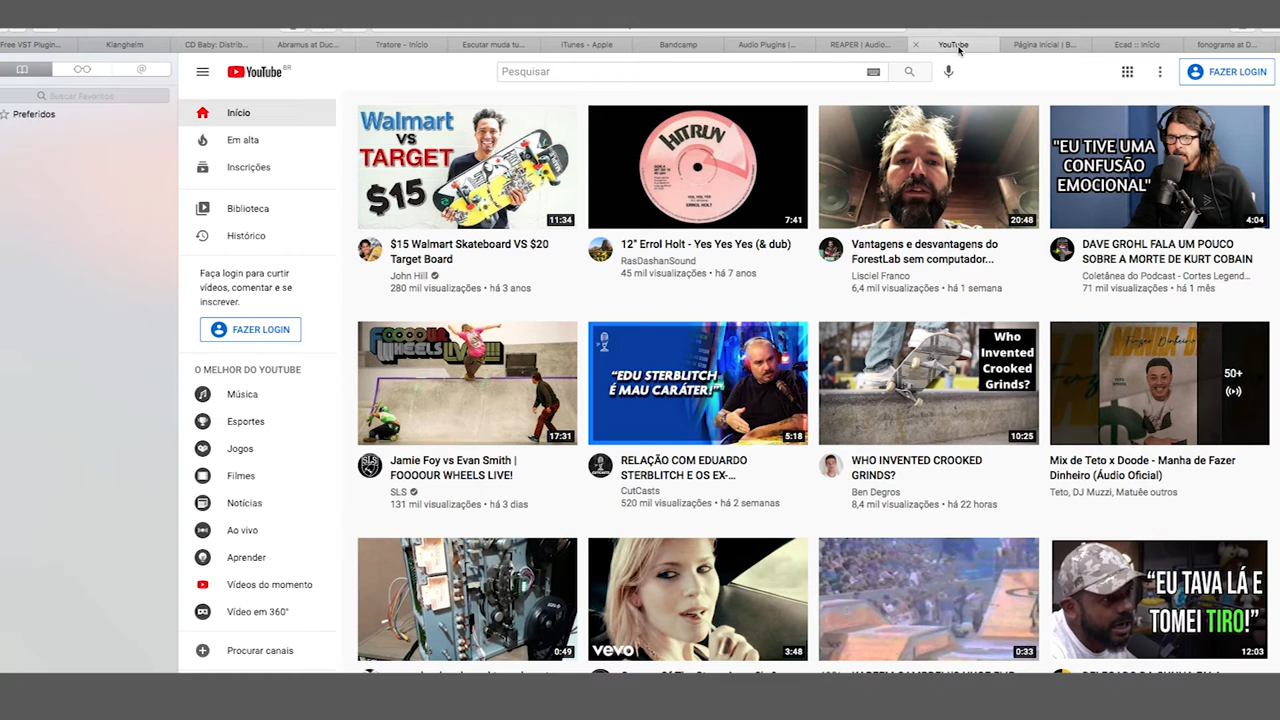 Free VST Plugin...
Klanghelm
CD Baby: Distrib...
Abramus at Duc...
Tratore - Início
Escutar muda tu...
iTunes - Apple
Bandcamp
Audio Plugins |...
REAPER | Audio...
YouTube
Página Inicial | B...
Ecad :: Início
fonograma at D...
Buscar Favoritos
Preferidos
YouTube BR
Pesquisar
FAZER LOGIN
Início
Em alta
Inscrições
Biblioteca
Histórico
Faça login para curtir
vídeos, comentar e se
inscrever.
FAZER LOGIN
O MELHOR DO YOUTUBE
Música
Esportes
Jogos
Filmes
Notícias
Ao vivo
Aprender
Vídeos do momento
Vídeo em 360°
Procurar canais
Walmart
VS
TARGET
$15
11:34
$15 Walmart Skateboard VS $20
Target Board
John Hill
280 mil visualizações • há 3 anos
HITRUN
7:41
12" Errol Holt - Yes Yes Yes (& dub)
RasDashanSound
45 mil visualizações • há 7 anos
20:48
Vantagens e desvantagens do
ForestLab sem computador...
Lisciel Franco
6,4 mil visualizações • há 1 semana
"EU TIVE UMA
CONFUSÃO
EMOCIONAL"
4:04
DAVE GROHL FALA UM POUCO
SOBRE A MORTE DE KURT COBAIN
Coletânea do Podcast - Cortes Legend...
71 mil visualizações • há 1 mês
FOOOOUR
WHEELS LIVE!!!
17:31
Jamie Foy vs Evan Smith |
FOOOOUR WHEELS LIVE!
SLS
131 mil visualizações • há 3 dias
"EDU STERBLITCH
É MAU CARÁTER!"
5:18
RELAÇÃO COM EDUARDO
STERBLITCH E OS EX-...
CutCasts
520 mil visualizações • há 2 semanas
Who
Invented
Crooked
Grinds?
10:25
WHO INVENTED CROOKED
GRINDS?
Ben Degros
8,4 mil visualizações • há 22 horas
50+
Mix de Teto x Doode - Manha de Fazer
Dinheiro (Áudio Oficial)
Teto, DJ Muzzi, Matuêe outros
0:49
vevo
3:48
0:33
"EU TAVA LÁ E
TOMEI TIRO!"
12:03